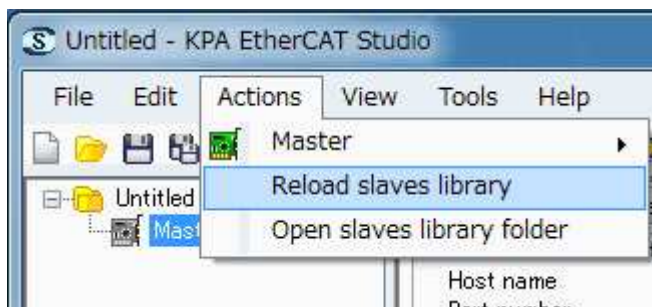 Untitled - KPA EtherCAT Studio
File Edit Actions View Tools Help
Master
Reload slaves library
Untitled
Open slaves library folder
Host name